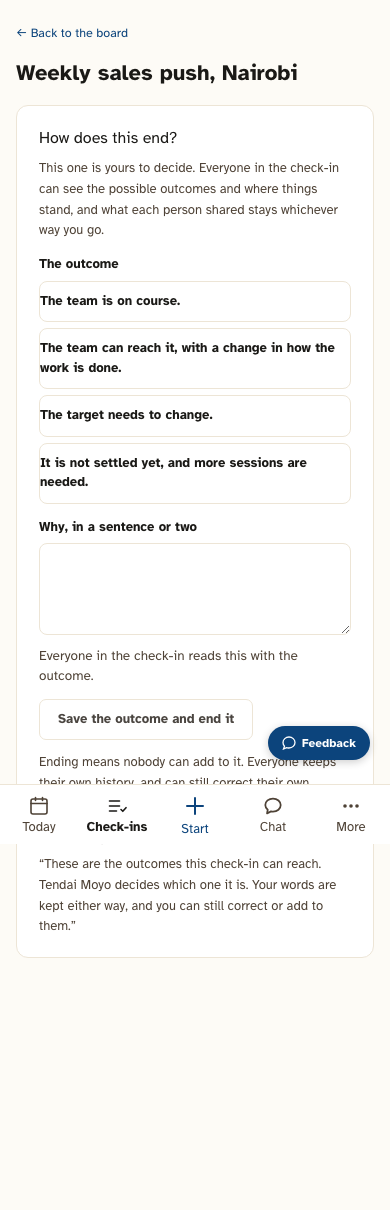 ← Back to the board
Weekly sales push, Nairobi
How does this end?
This one is yours to decide. Everyone in the check-in
can see the possible outcomes and where things
stand, and what each person shared stays whichever
way you go.
The outcome
The team is on course.
The team can reach it, with a change in how the
work is done.
The target needs to change.
It is not settled yet, and more sessions are
needed.
Why, in a sentence or two
Everyone in the check-in reads this with the
outcome.
Save the outcome and end it
Feedback
Ending means nobody can add to it. Everyone keeps
their own history, and can still correct their own
Today
Check-ins
Start
Chat
More
“These are the outcomes this check-in can reach.
Tendai Moyo decides which one it is. Your words are
kept either way, and you can still correct or add to
them.”